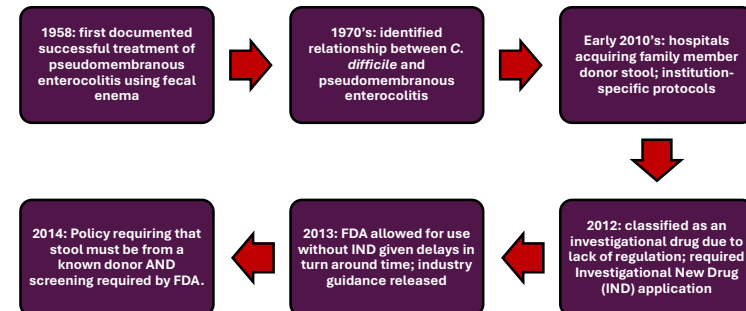 1958: first documented
successful treatment of
pseudomembranous
enterocolitis using fecal
enema
1970's: identified
relationship between C.
difficile and
pseudomembranous
enterocolitis
Early 2010's: hospitals
acquiring family member
donor stool; institution-
specific protocols
2012: classified as an
investigational drug due to
lack of regulation; required
Investigational New Drug
(IND) application
2013: FDA allowed for use
without IND given delays in
turn around time; industry
guidance released
2014: Policy requiring that
stool must be from a
known donor AND
screening required by FDA.